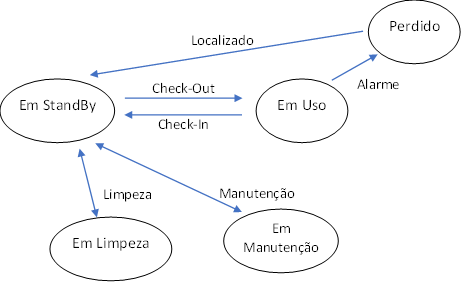 Perdido
Localizado
Check-Out
Alarme
Em StandBy
Em Uso
Check-In
Limpeza
Manutenção
Em Limpeza
Em
Manutenção